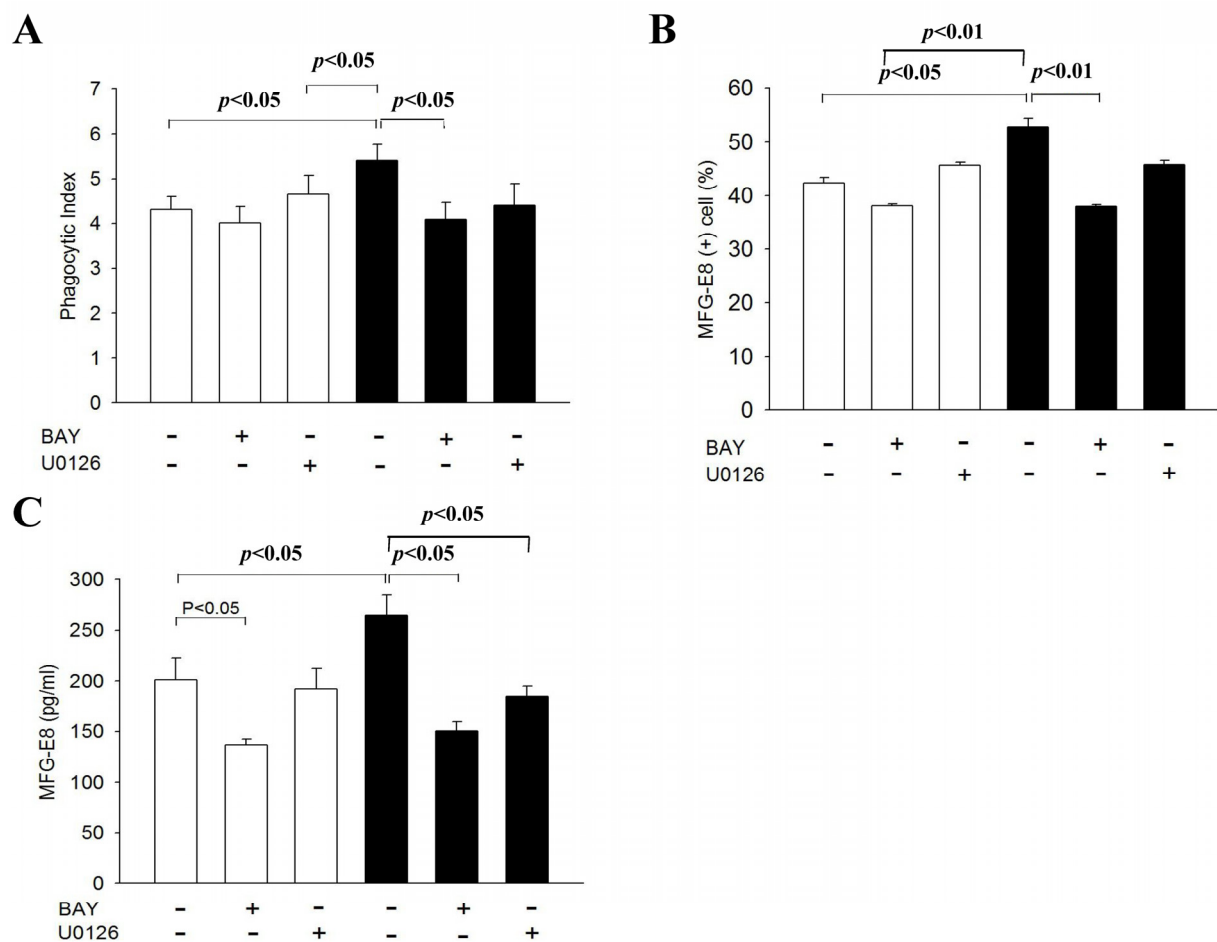 A
p<0.05
p<0.05 p<0.05
7
6
5
4
3
2
1
0
Phagocytic Index
BAY - + - - + -
U0126 - - + - - +
B
p<0.01
p<0.05 p<0.01
60
50
40
30
20
10
0
MFG-E8 (+) cell (%)
BAY - + - - + -
U0126 - - + - - +
C
p<0.05
p<0.05 p<0.05
P<0.05
300
250
200
150
100
50
0
MFG-E8 (pg/ml)
BAY - + - - + -
U0126 - - + - - +